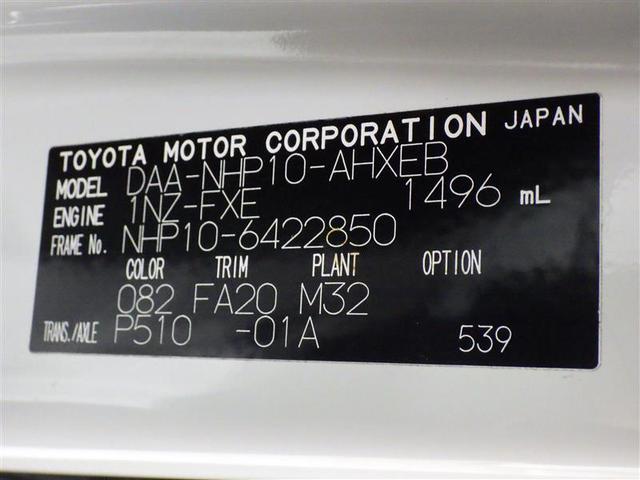 TOYOTA MOTOR CORPORATION JAPAN
MODEL DAA-NHP10-AHXEB
ENGINE 1NZ-FXE 1496 mL
FRAME No. NHP10-6422850
COLOR TRIM PLANT OPTION
082 FA20 M32
TRANS./AXLE P510 -01A 539